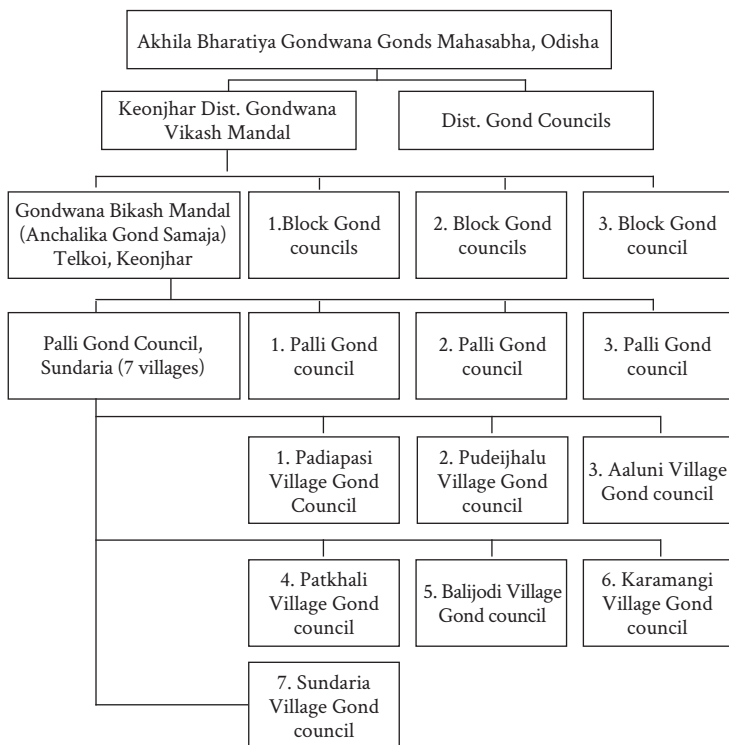 Akhila Bharatiya Gondwana Gonds Mahasabha, Odisha
Keonjhar Dist. Gondwana
Vikash Mandal
Dist. Gond Councils
Gondwana Bikash Mandal
(Anchalika Gond Samaja)
Telkoi, Keonjhar
1.Block Gond
councils
2. Block Gond
councils
3. Block Gond
council
Palli Gond Council,
Sundaria (7 villages)
1. Palli Gond
council
2. Palli Gond
council
3. Palli Gond
council
1. Padiapasi
Village Gond
Council
2. Pudeijhalu
Village Gond
council
3. Aaluni Village
Gond council
4. Patkhali
Village Gond
council
5. Balijodi Village
Gond council
6. Karamangi
Village Gond
council
7. Sundaria
Village Gond
council